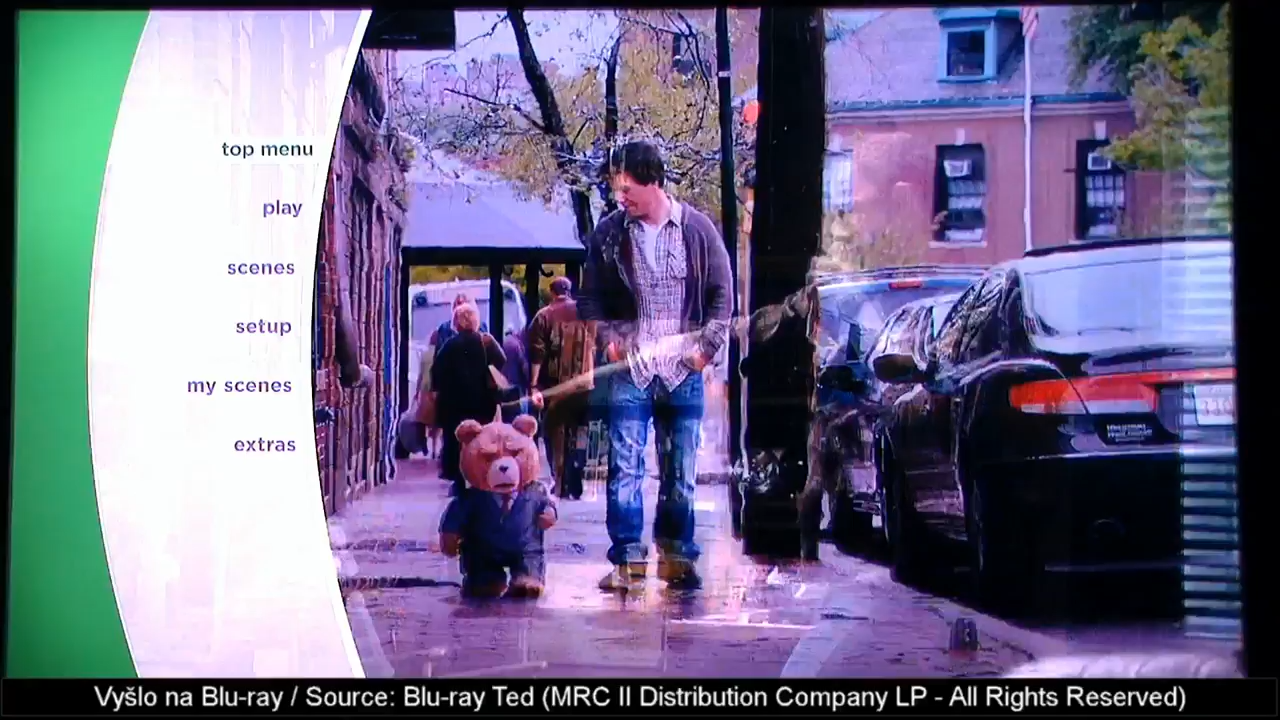 top menu
play
scenes
setup
my scenes
extras
Vyšlo na Blu-ray / Source: Blu-ray Ted (MRC II Distribution Company LP - All Rights Reserved)